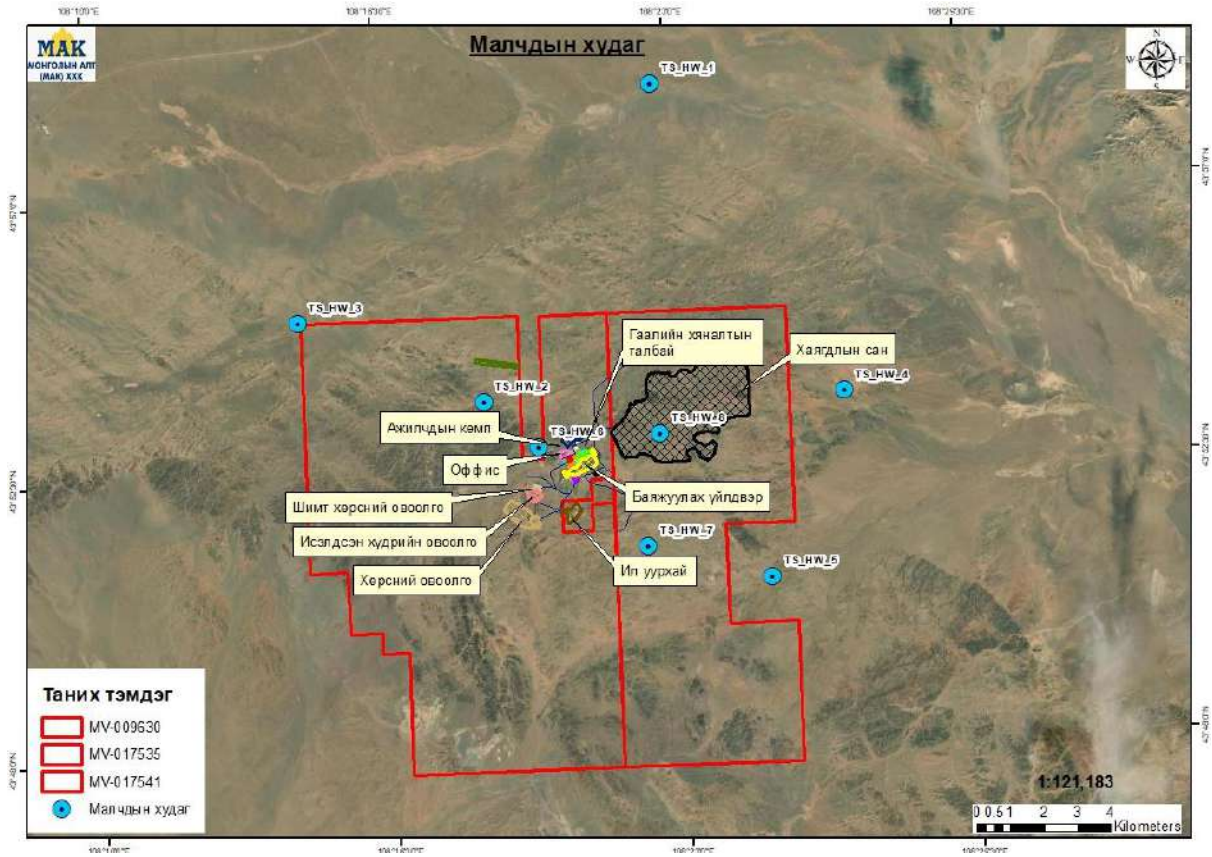 МАК
МОНГОЛЫН АЛТ
(МАК) ХХК
Малчдын худаг
N
W
S
TS_HW_1
TS_HW_3
TS_HW_2
TS_HW_4
TS_HW_6
TS_HW_8
TS_HW_7
TS_HW_5
Гаалийн хяналтын
талбай
Хаягдлын сан
Ажилчдын кемп
Оффис
Шимт хөрсний овоолго
Исэлдсэн хүдрийн овоолго
Хөрсний овоолго
Баяжуулах үйлдвэр
Ил уурхай
Таних тэмдэг
MV-009630
MV-017535
MV-017541
Малчдын худаг
1:121,183
0 0.5 1 2 3 4
Kilometers